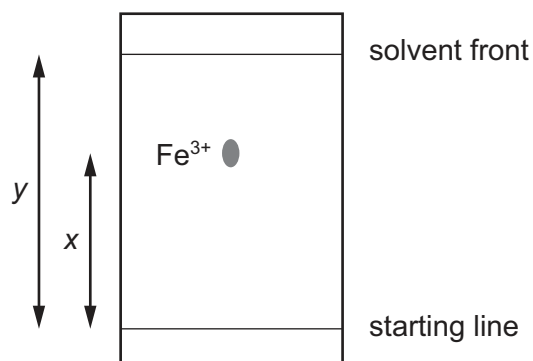 solvent front
Fe³⁺
y
x
starting line